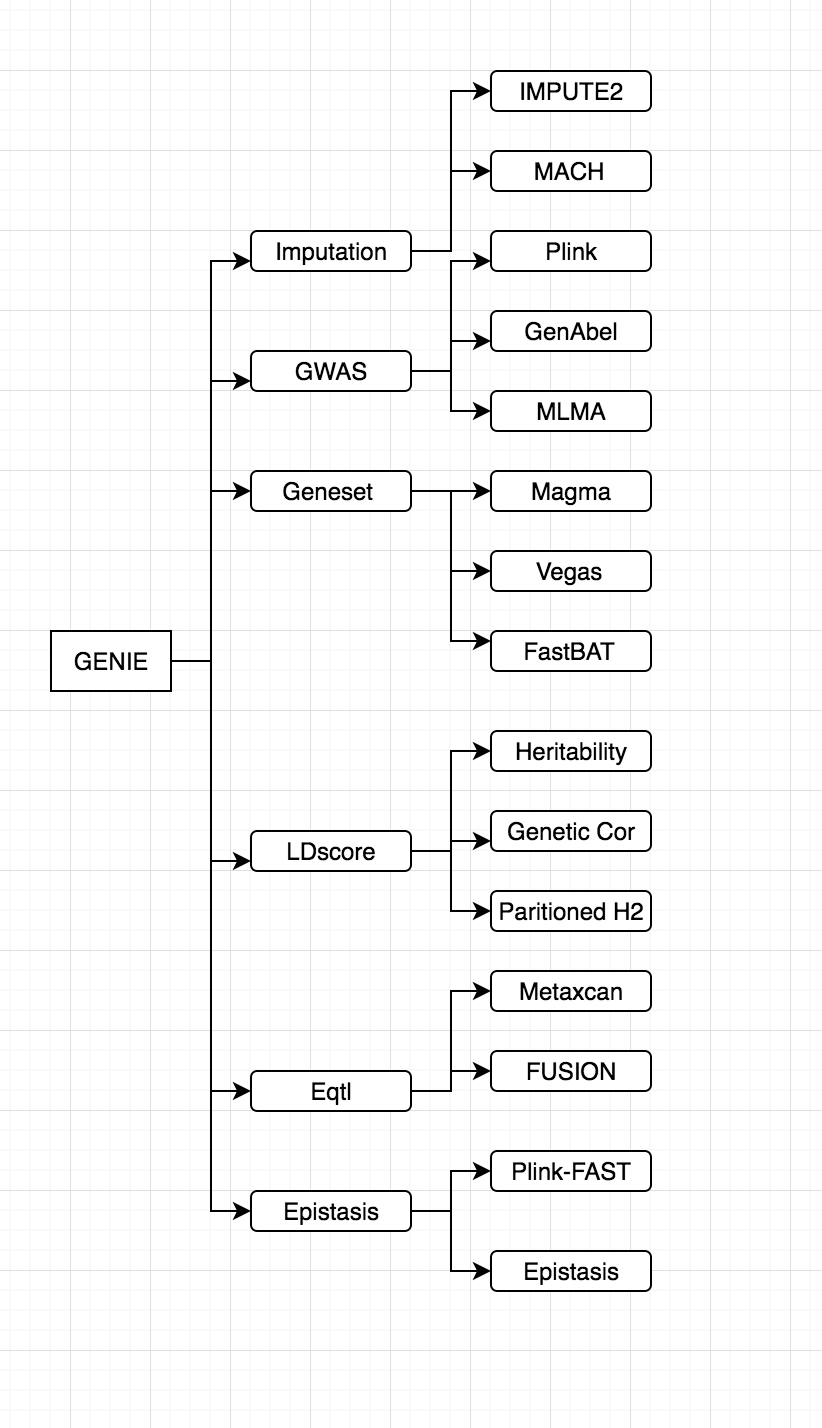 IMPUTE2
MACH
Imputation
Plink
GenAbel
GWAS
MLMA
Geneset
Magma
Vegas
FastBAT
GENIE
Heritability
Genetic Cor
LDscore
Paritioned H2
Metaxcan
FUSION
Eqtl
Plink-FAST
Epistasis
Epistasis